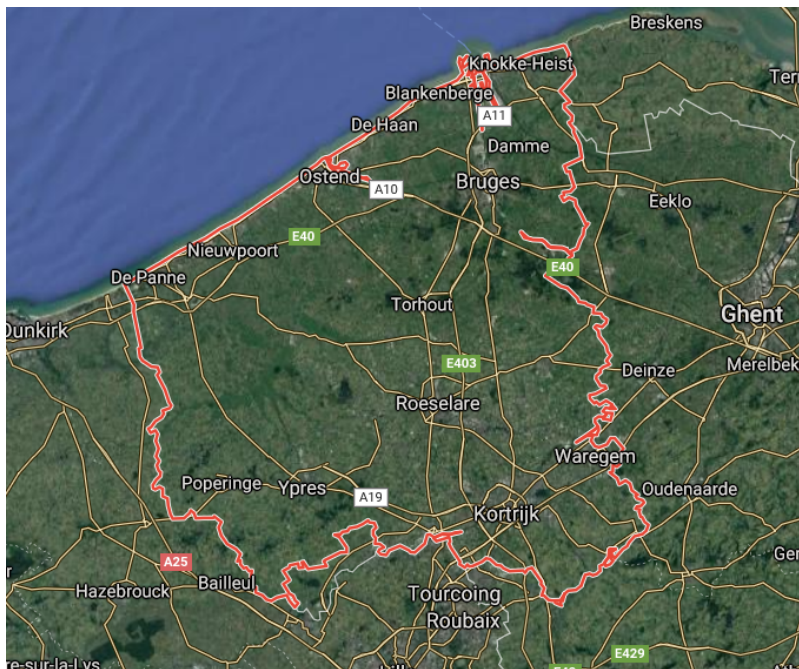 Breskens
Knokke-Heist
Blankenberge
A11
De Haan
Damme
Ostend
A10
Bruges
Eeklo
E40
Nieuwpoort
De Panne
E40
Torhout
Ghent
Dunkirk
E403
Deinze
Merelbek
Roeselare
Waregem
Poperinge
Ypres
A19
Oudenaarde
Kortrijk
A25
Bailleul
Hazebrouck
Tourcoing
Roubaix
E429